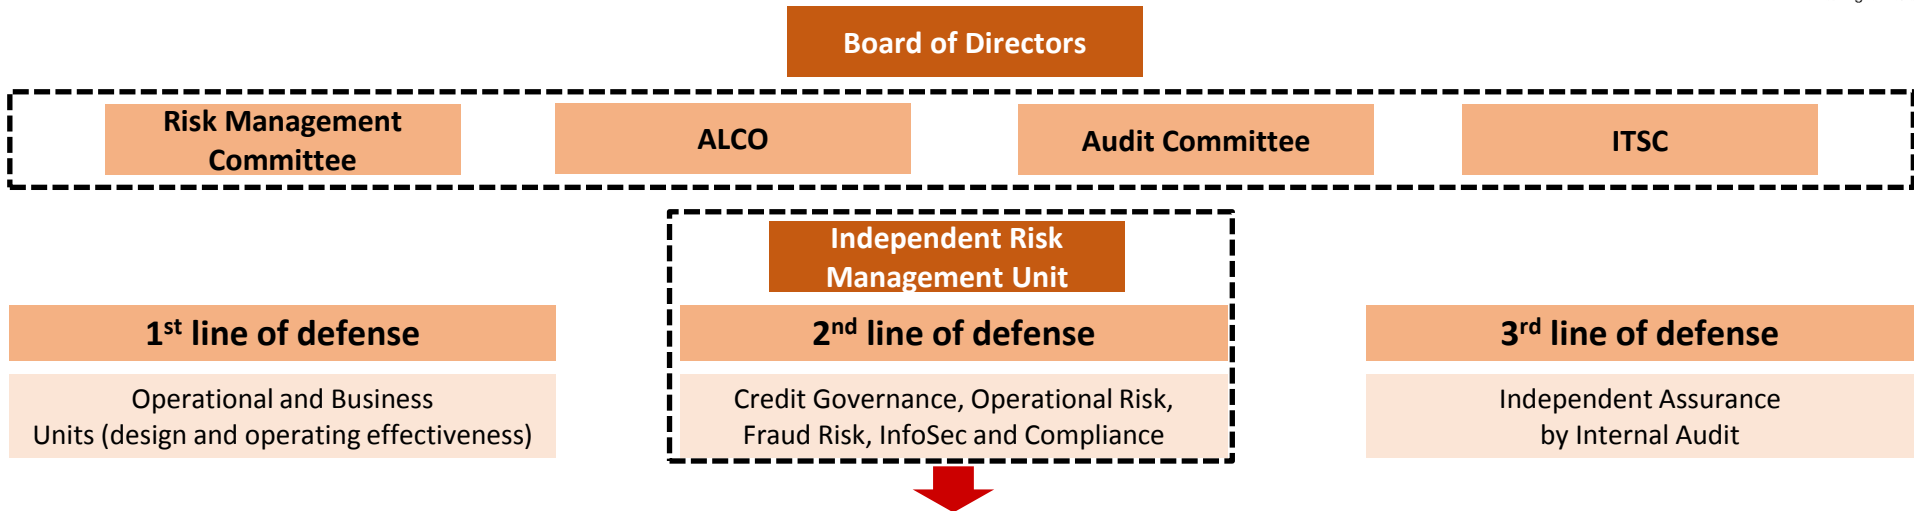 Board of Directors
Risk Management
Committee
ALCO
Audit Committee
ITSC
Independent Risk
Management Unit
1st line of defense
2nd line of defense
3rd line of defense
Operational and Business
Units (design and operating effectiveness)
Credit Governance, Operational Risk,
Fraud Risk, InfoSec and Compliance
Independent Assurance
by Internal Audit